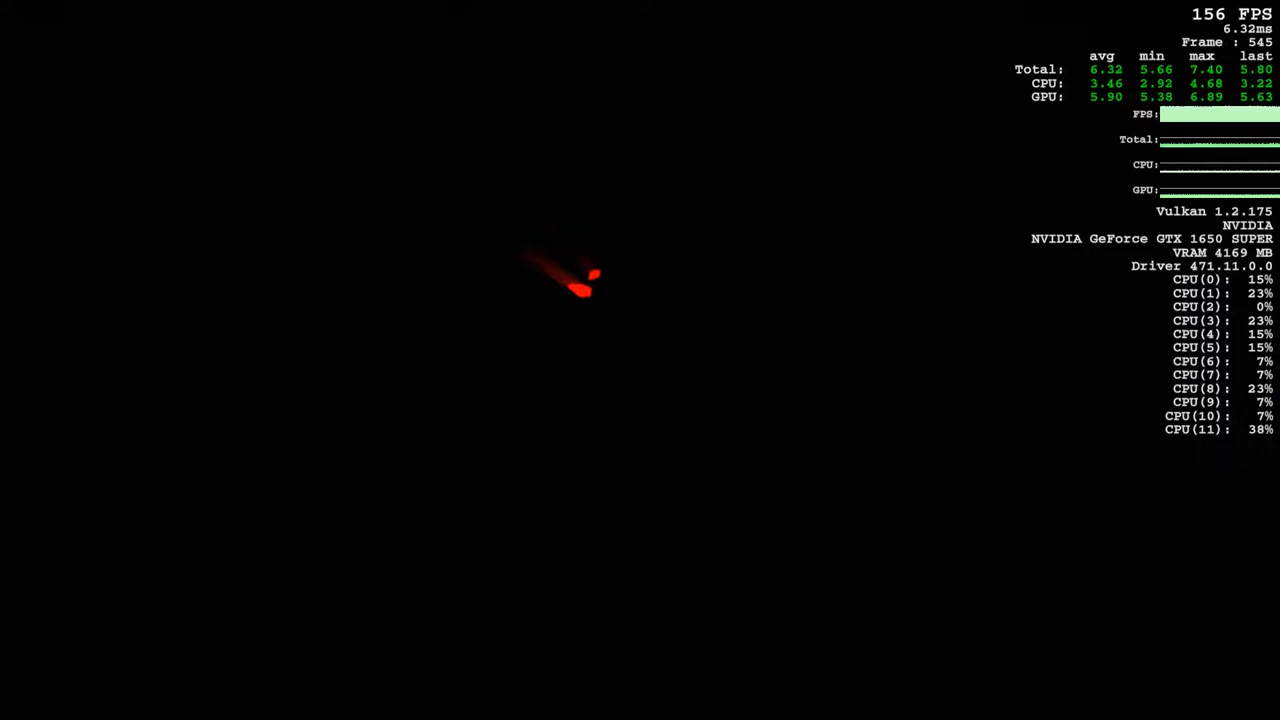 156 FPS
6.32ms
Frame : 545
avg min max last
Total: 6.32 5.66 7.40 5.80
CPU: 3.46 2.92 4.68 3.22
GPU: 5.90 5.38 6.89 5.63
FPS:
Total:
CPU:
GPU:
Vulkan 1.2.175
NVIDIA
NVIDIA GeForce GTX 1650 SUPER
VRAM 4169 MB
Driver 471.11.0.0
CPU(0): 15%
CPU(1): 23%
CPU(2): 0%
CPU(3): 23%
CPU(4): 15%
CPU(5): 15%
CPU(6): 7%
CPU(7): 7%
CPU(8): 23%
CPU(9): 7%
CPU(10): 7%
CPU(11): 38%